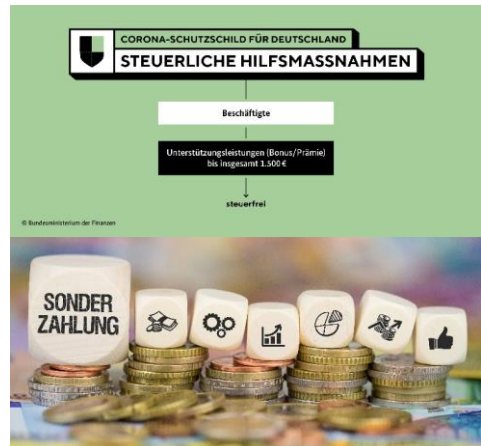 CORONA-SCHUTZSCHILD FÜR DEUTSCHLAND
STEUERLICHE HILFSMASSNAHMEN
Beschäftigte
Unterstützungsleistungen (Bonus/Prämie)
bis insgesamt 1.500 €
steuerfrei
© Bundesministerium der Finanzen
SONDER
ZAHLUNG